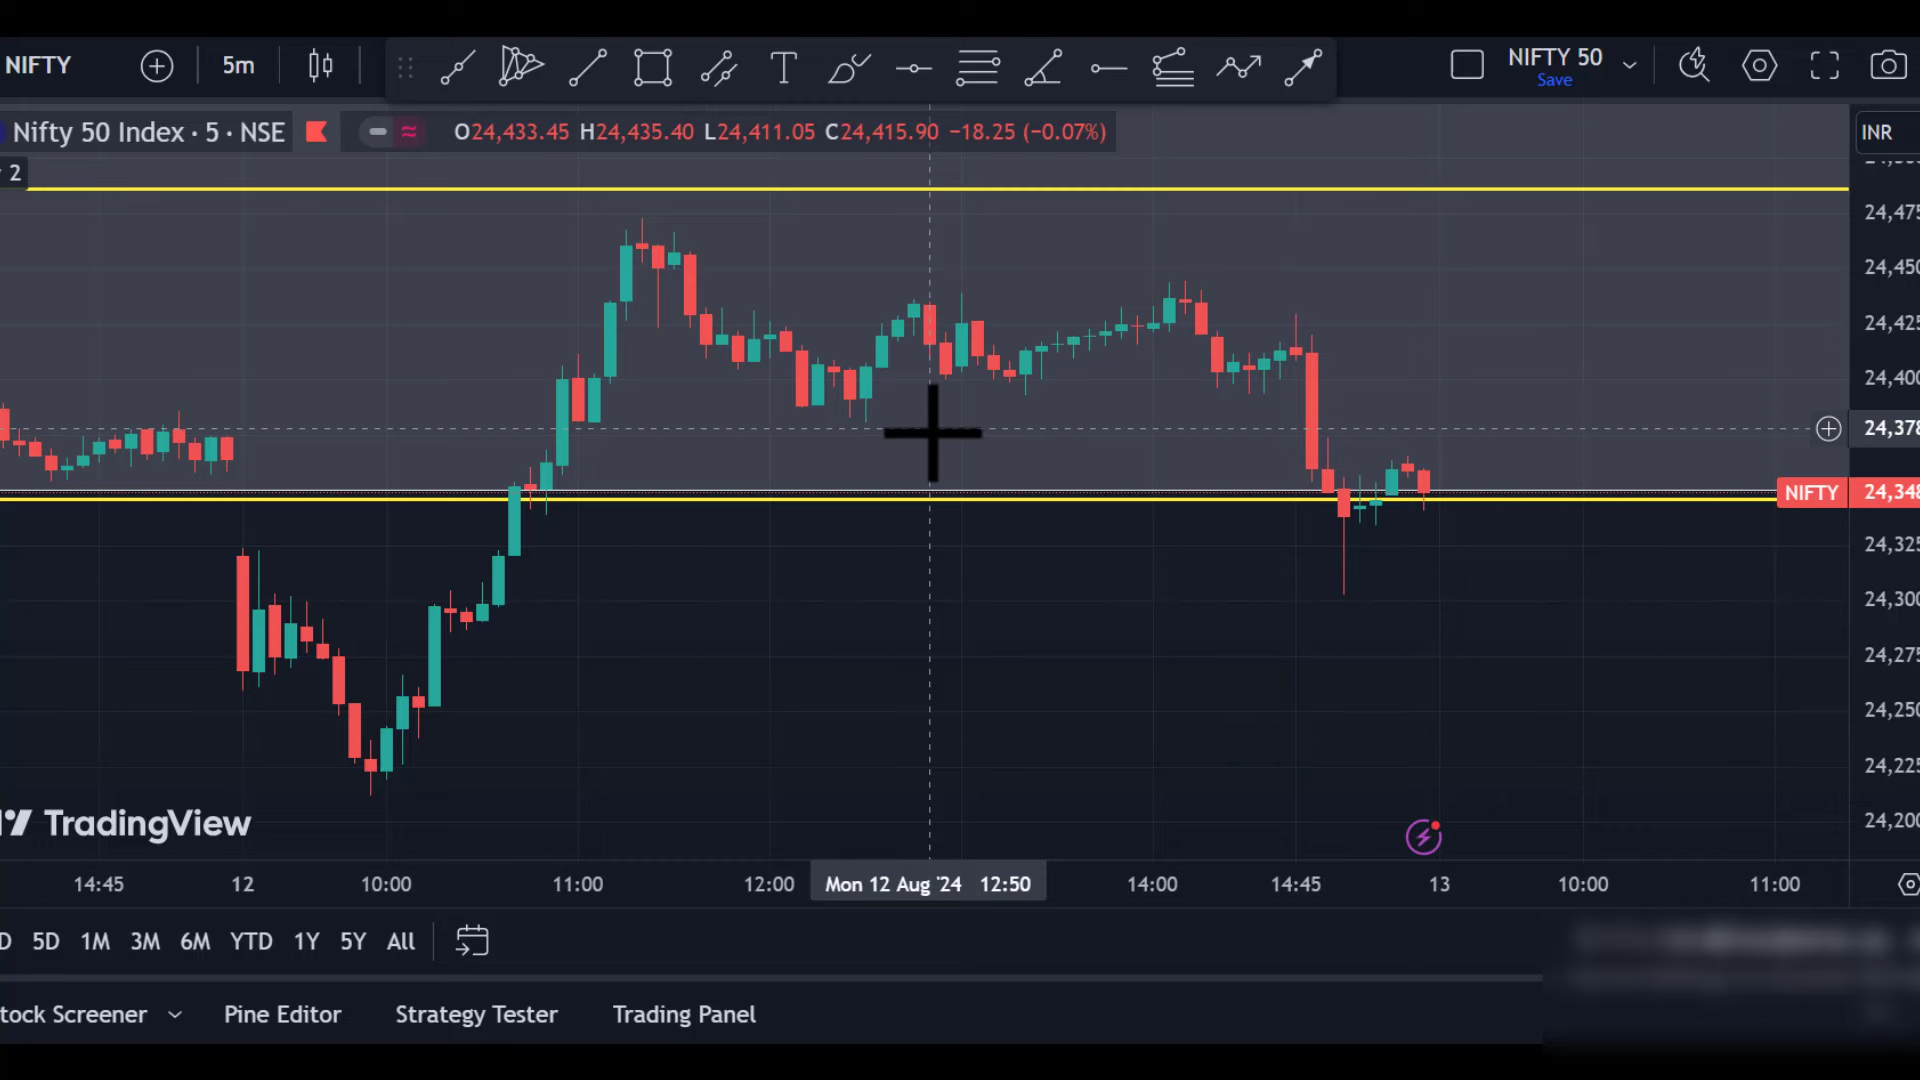 NIFTY
5m
NIFTY 50
Save
Nifty 50 Index · 5 · NSE
O24,433.45 H24,435.40 L24,411.05 C24,415.90 −18.25 (−0.07%)
INR
2
24,475
24,450
24,425
24,400
24,378
NIFTY 24,348
24,325
24,300
24,275
24,250
24,225
24,200
TradingView
14:45 12 10:00 11:00 12:00 Mon 12 Aug '24 12:50 14:00 14:45 13 10:00 11:00
D 5D 1M 3M 6M YTD 1Y 5Y All
tock Screener Pine Editor Strategy Tester Trading Panel